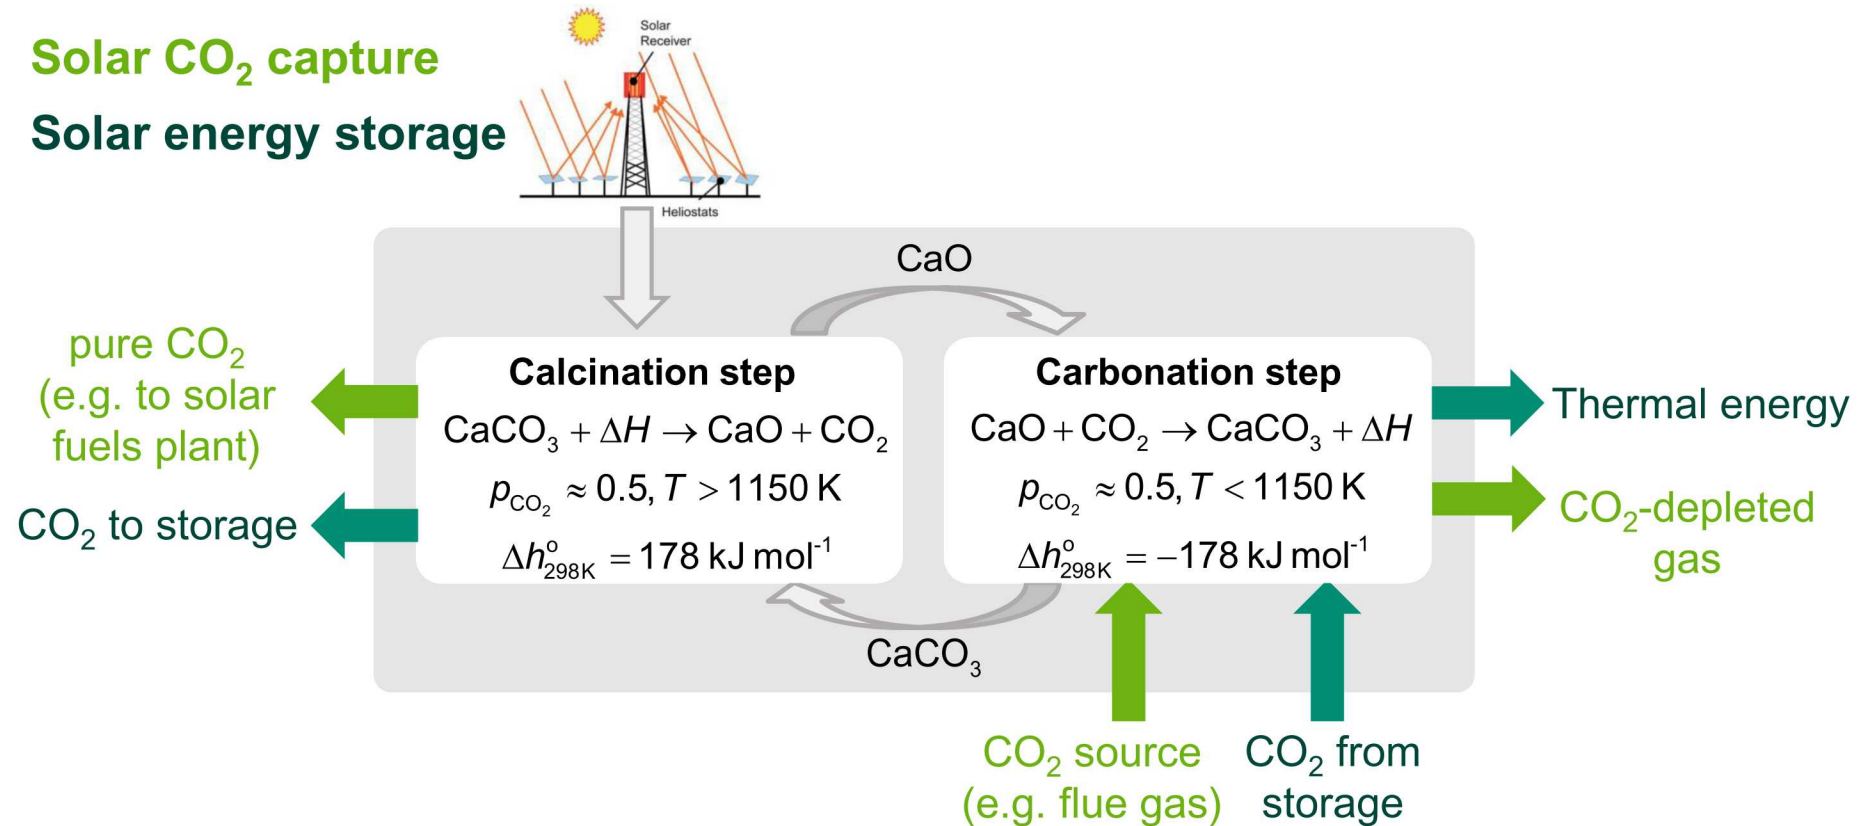 Solar CO₂ capture
Solar energy storage
Solar
Receiver
Heliostats
CaO
pure CO₂
(e.g. to solar
fuels plant)
CO₂ to storage
Calcination step
CaCO₃ + ΔH → CaO + CO₂
p_CO₂ ≈ 0.5, T > 1150 K
Δh°₂₉₈K = 178 kJ mol⁻¹
Carbonation step
CaO + CO₂ → CaCO₃ + ΔH
p_CO₂ ≈ 0.5, T < 1150 K
Δh°₂₉₈K = −178 kJ mol⁻¹
Thermal energy
CO₂-depleted
gas
CaCO₃
CO₂ source
(e.g. flue gas)
CO₂ from
storage